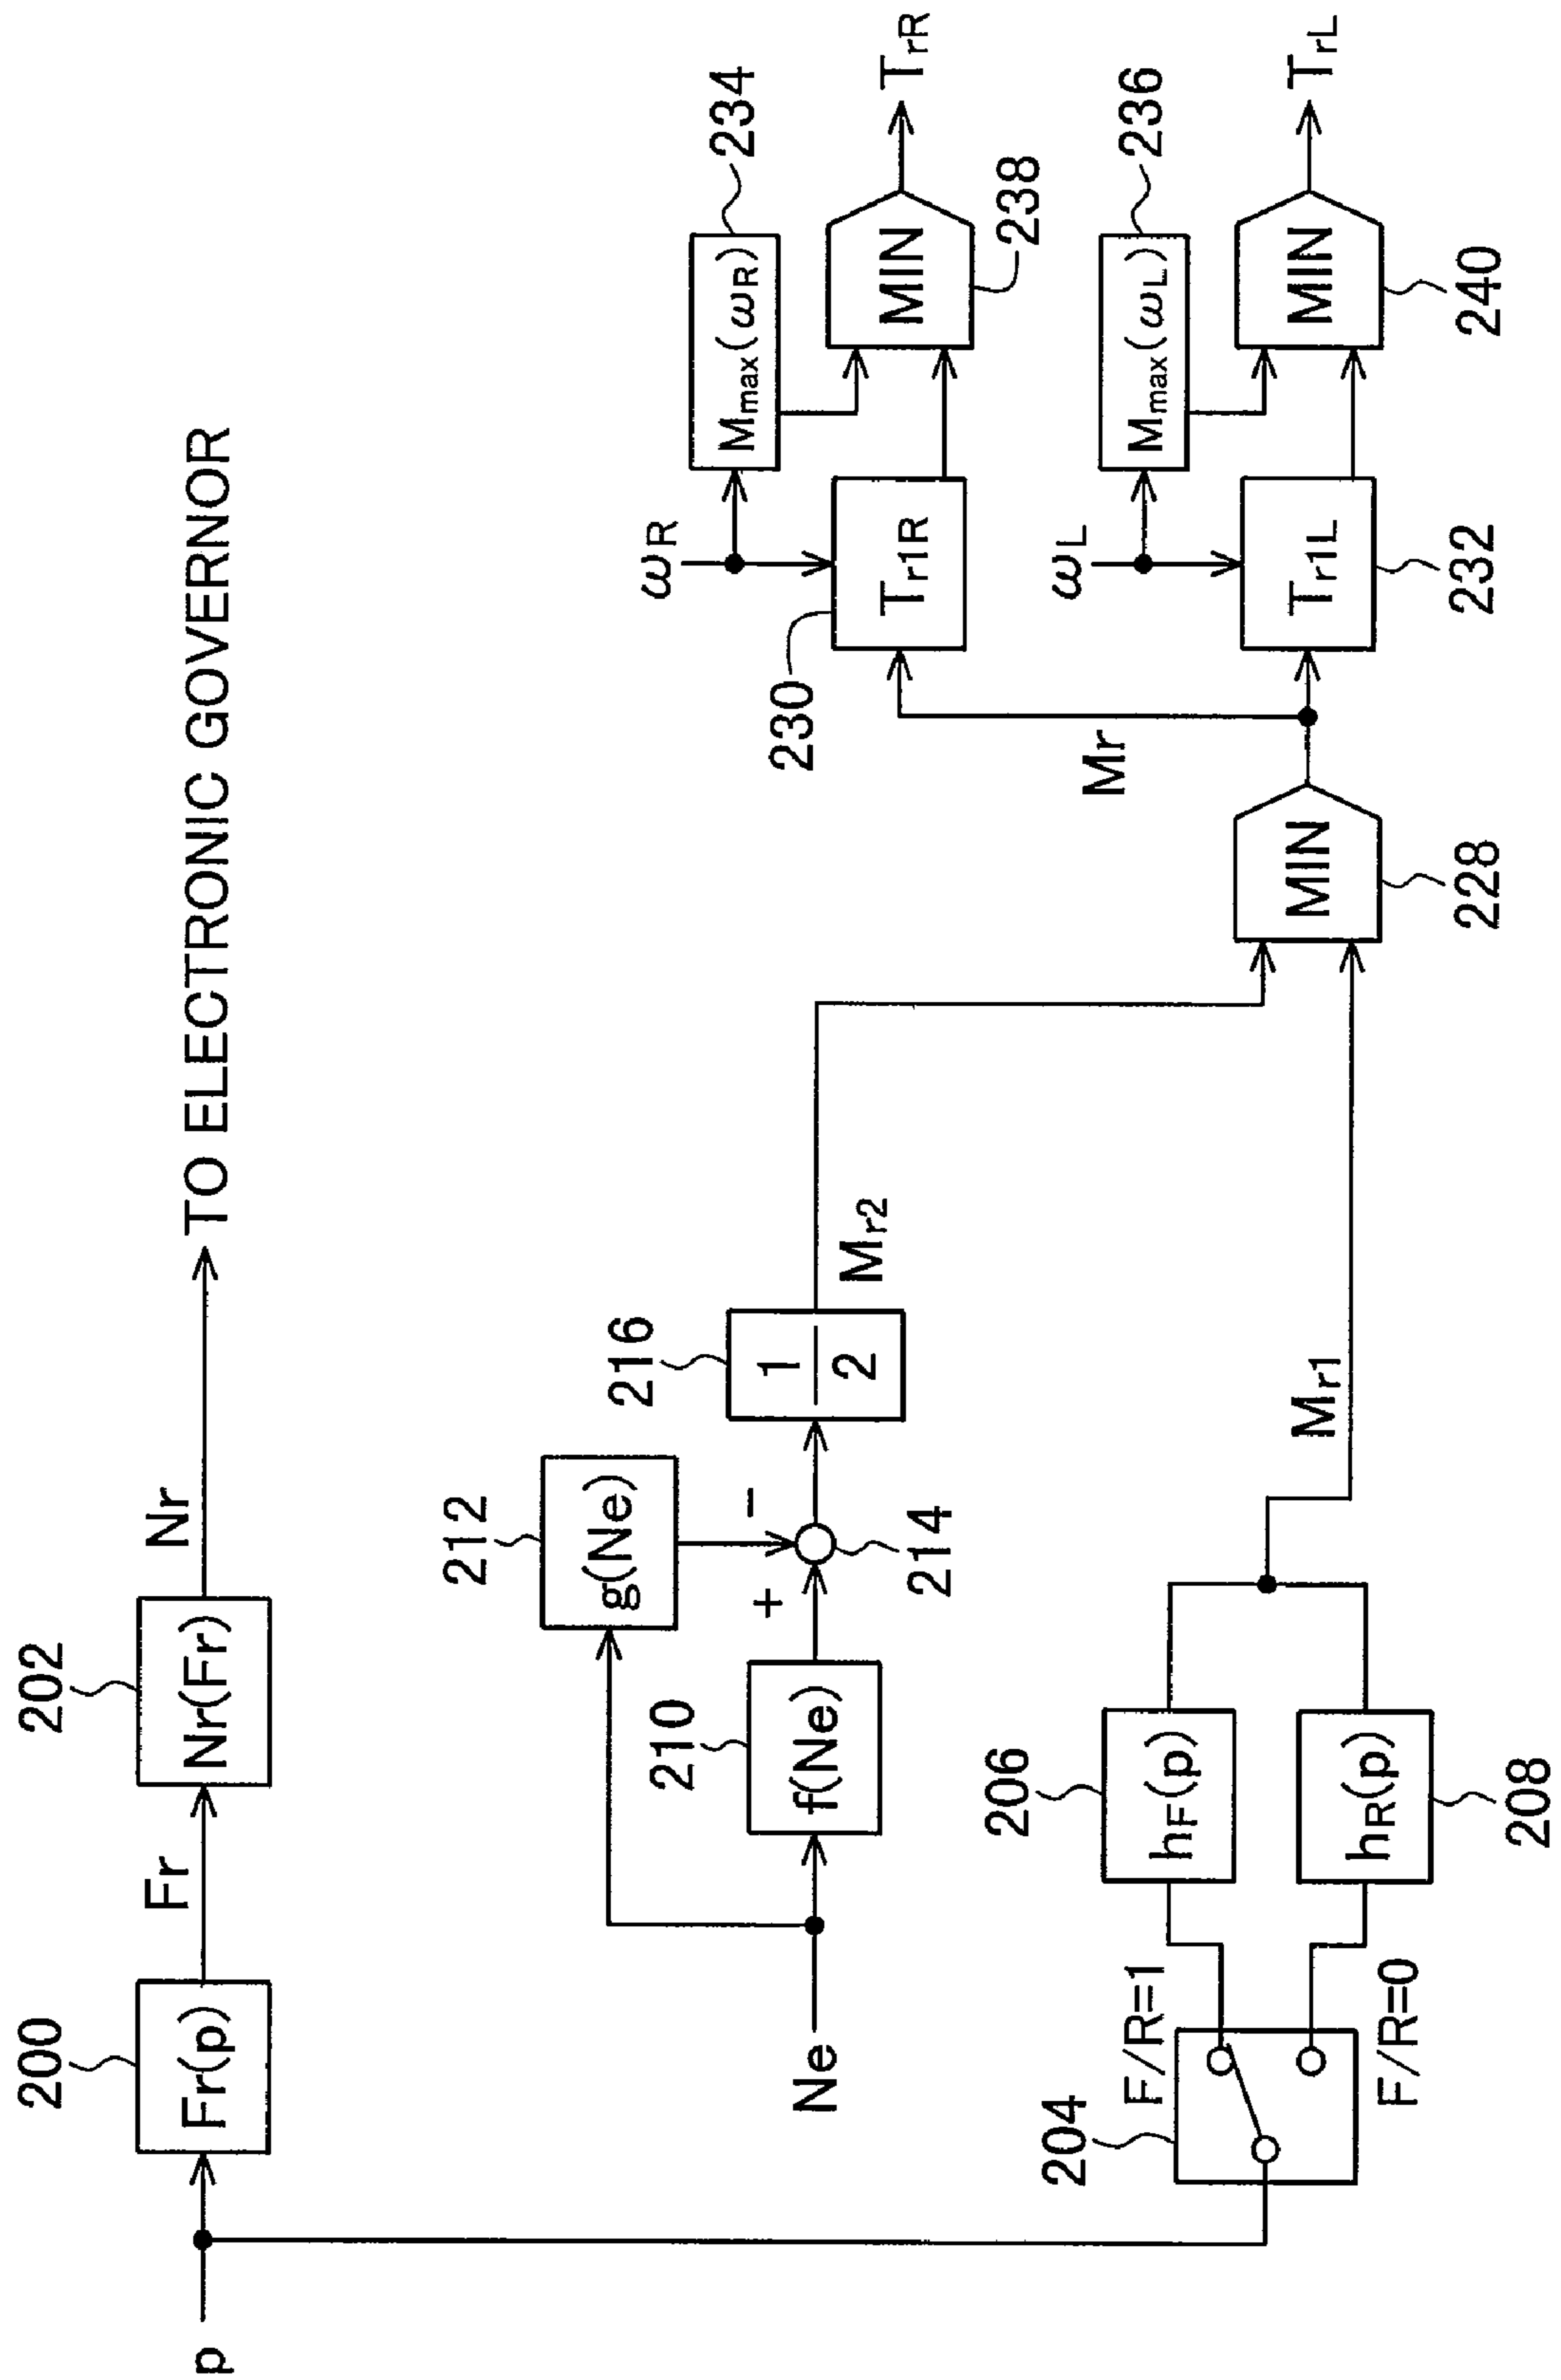 p
200
Fr(p)
Fr
202
Nr(Fr)
Nr
TO ELECTRONIC GOVERNOR
Ne
210
f(Ne)
212
g(Ne)
+
−
214
216
1
2
Mr2
204
F/R=1
F/R=0
206
hF(p)
208
hR(p)
Mr1
MIN
228
Mr
ωR
230
Tr1R
234
Mmax(ωR)
MIN
238
TrR
ωL
Tr1L
232
236
Mmax(ωL)
MIN
240
TrL